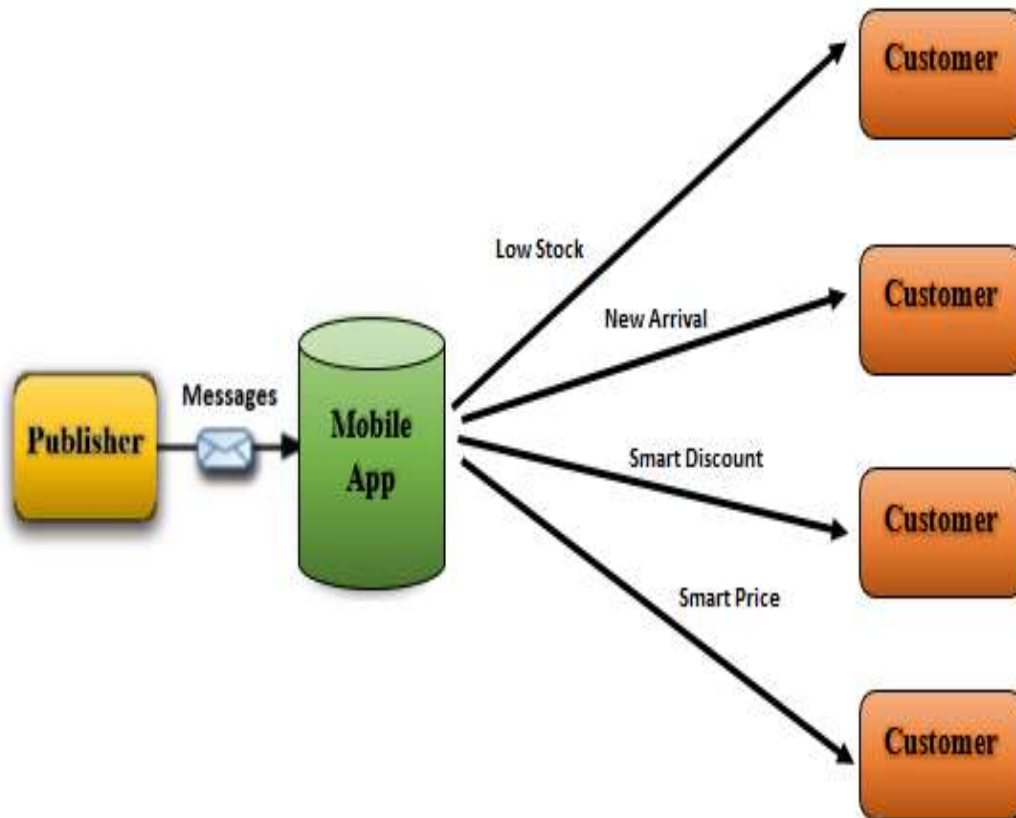 Customer
Low Stock
Customer
New Arrival
Messages
Publisher
Mobile
App
Smart Discount
Customer
Smart Price
Customer